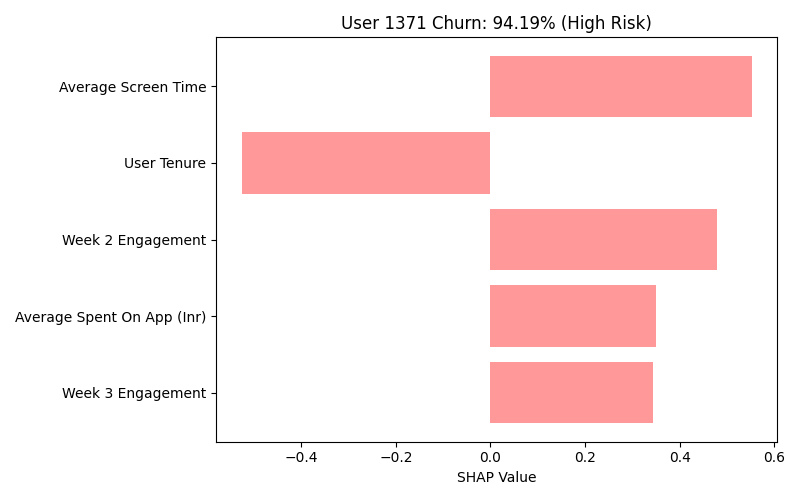 User 1371 Churn: 94.19% (High Risk)
Average Screen Time
User Tenure
Week 2 Engagement
Average Spent On App (Inr)
Week 3 Engagement
−0.4 −0.2 0.0 0.2 0.4 0.6
SHAP Value